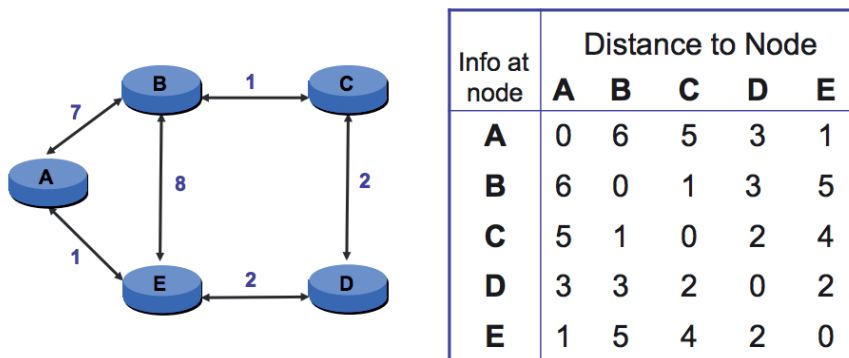 B
1
C
7
A
8
2
1
E
2
D
Info at node
Distance to Node
A B C D E
A 0 6 5 3 1
B 6 0 1 3 5
C 5 1 0 2 4
D 3 3 2 0 2
E 1 5 4 2 0